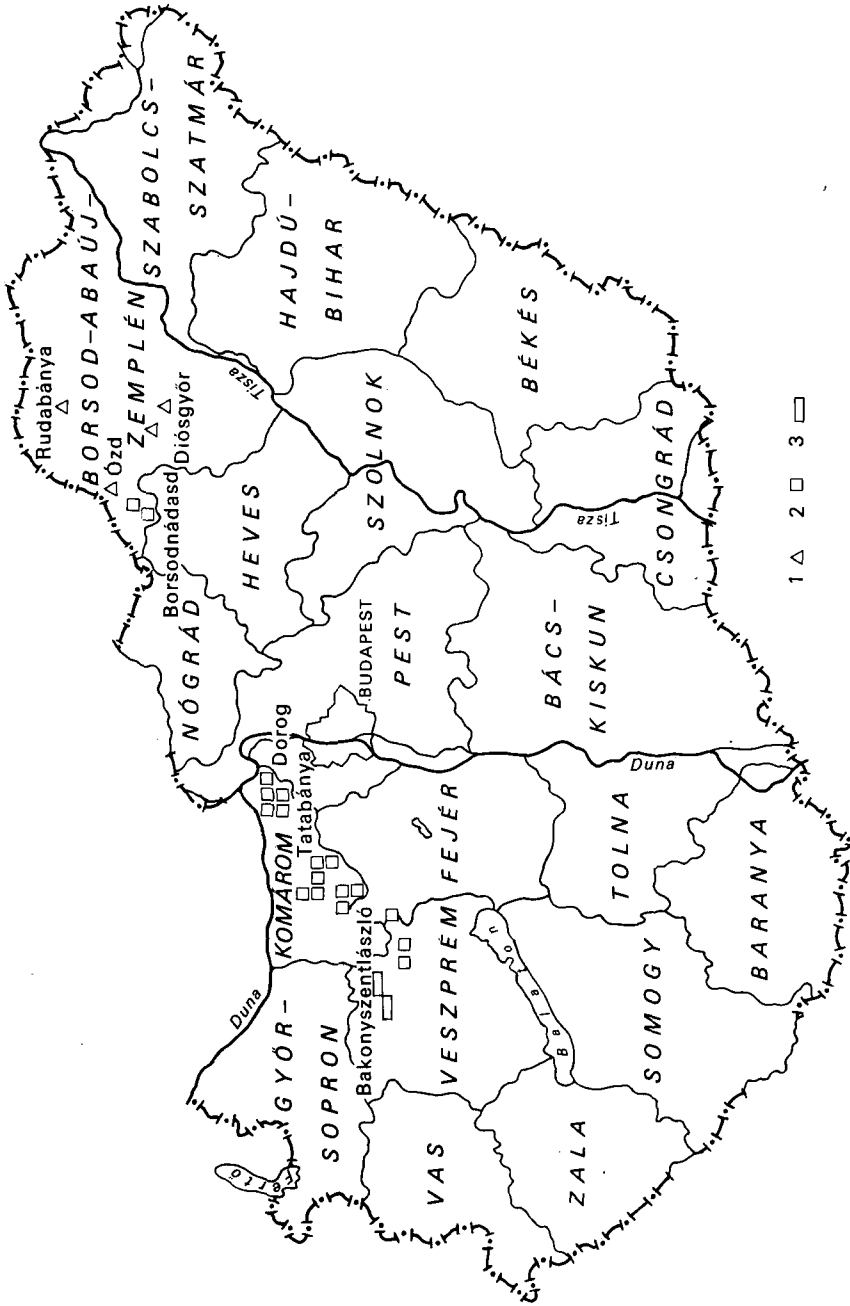 Rudabánya
BORSOD-ABAÚJ-
Ózd
ZEMPLÉN
Diósgyőr
Borsodnádasd
SZABOLCS-
SZATMÁR
Tisza
NÓGRÁD
HEVES
HAJDÚ-
BIHAR
Duna
GYŐR-
SOPRON
Fertő
KOMÁROM
Dorog
Tatabánya
BUDAPEST
PEST
SZOLNOK
BÉKÉS
Bakonyszentlászló
VESZPRÉM
FEJÉR
VAS
Balaton
ZALA
SOMOGY
TOLNA
Duna
BÁCS-
KISKUN
Tisza
CSONGRÁD
BARANYA
1 2 3